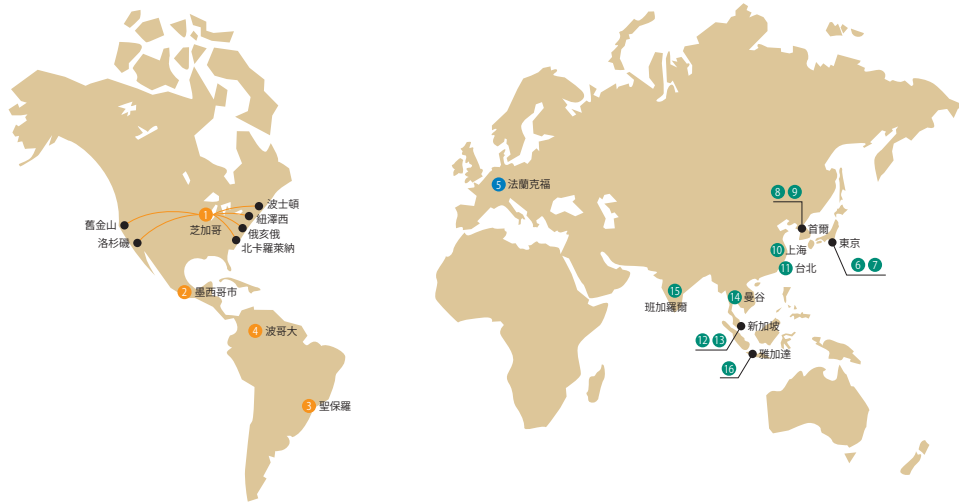 波士頓
1
紐澤西
舊金山
芝加哥
俄亥俄
洛杉磯
北卡羅萊納
2 墨西哥市
4 波哥大
3 聖保羅
5 法蘭克福
8 9
首爾
東京
10 上海
6 7
11 台北
15
班加羅爾
14 曼谷
新加坡
12 13
雅加達
16